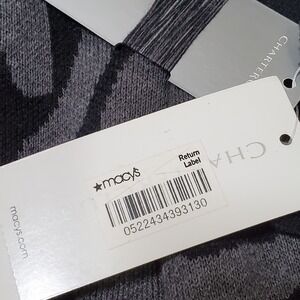 CHARTER
CHA
★macy's
Return
Label
0522434393130
macys.com